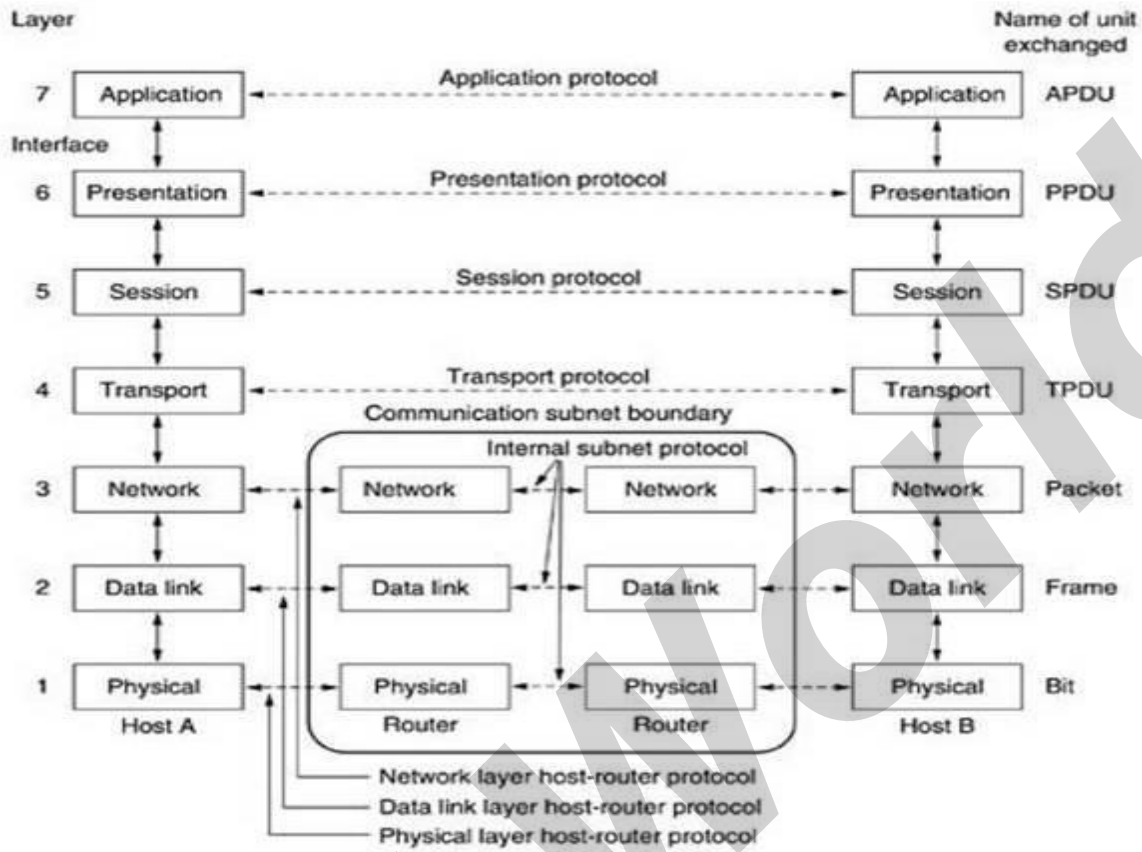 Layer
Name of unit
exchanged
7 Application Application protocol Application APDU
Interface
6 Presentation Presentation protocol Presentation PPDU
5 Session Session protocol Session SPDU
4 Transport Transport protocol Transport TPDU
Communication subnet boundary
Internal subnet protocol
3 Network Network Network Network Packet
2 Data link Data link Data link Data link Frame
1 Physical Physical Physical Physical Bit
Host A Router Router Host B
Network layer host-router protocol
Data link layer host-router protocol
Physical layer host-router protocol
World